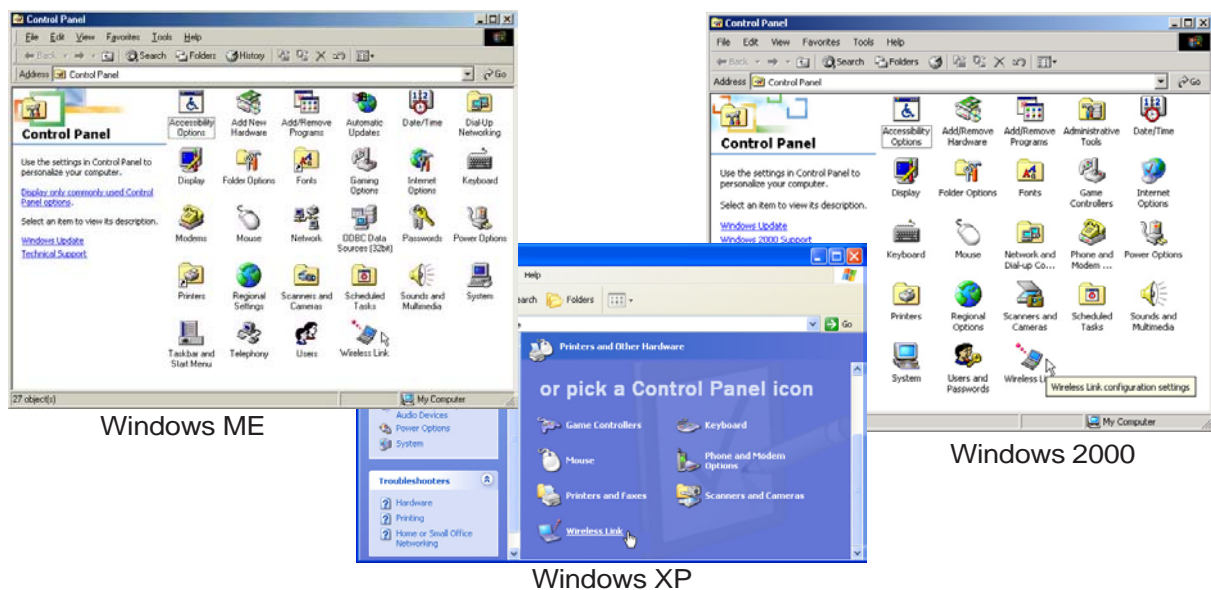 Control Panel
File Edit View Favorites Tools Help
Back Search Folders History
Address Control Panel Go
Control Panel
Use the settings in Control Panel to
personalize your computer.
Display only commonly used Control
Panel options.
Select an item to view its description.
Windows Update
Technical Support
Accessibility
Options
Add New
Hardware
Add/Remove
Programs
Automatic
Updates
Date/Time
Dial-Up
Networking
Display
Folder Options
Fonts
Gaming
Options
Internet
Options
Keyboard
Modems
Mouse
Network
ODBC Data
Sources (32bit)
Passwords
Power Options
Printers
Regional
Settings
Scanners and
Cameras
Scheduled
Tasks
Sounds and
Multimedia
System
Taskbar and
Start Menu
Telephony
Users
Wireless Link
27 object(s) My Computer
Windows ME
Control Panel
File Edit View Favorites Tools Help
Back Search Folders
Address Control Panel Go
Control Panel
Use the settings in Control Panel to
personalize your computer.
Select an item to view its description.
Windows Update
Windows 2000 Support
Accessibility
Options
Add/Remove
Hardware
Add/Remove
Programs
Administrative
Tools
Date/Time
Display
Folder Options
Fonts
Game
Controllers
Internet
Options
Keyboard
Mouse
Network and
Dial-up Co...
Phone and
Modem ...
Power Options
Printers
Regional
Options
Scanners and
Cameras
Scheduled
Tasks
Sounds and
Multimedia
System
Users and
Passwords
Wireless Li
Wireless Link configuration settings
My Computer
Windows 2000
Help
earch Folders
Go
Printers and Other Hardware
or pick a Control Panel icon
Game Controllers
Keyboard
Mouse
Phone and Modem
Options
Printers and Faxes
Scanners and Cameras
Wireless Link
Audio Devices
Power Options
System
Troubleshooters
Hardware
Printing
Home or Small Office
Networking
Windows XP